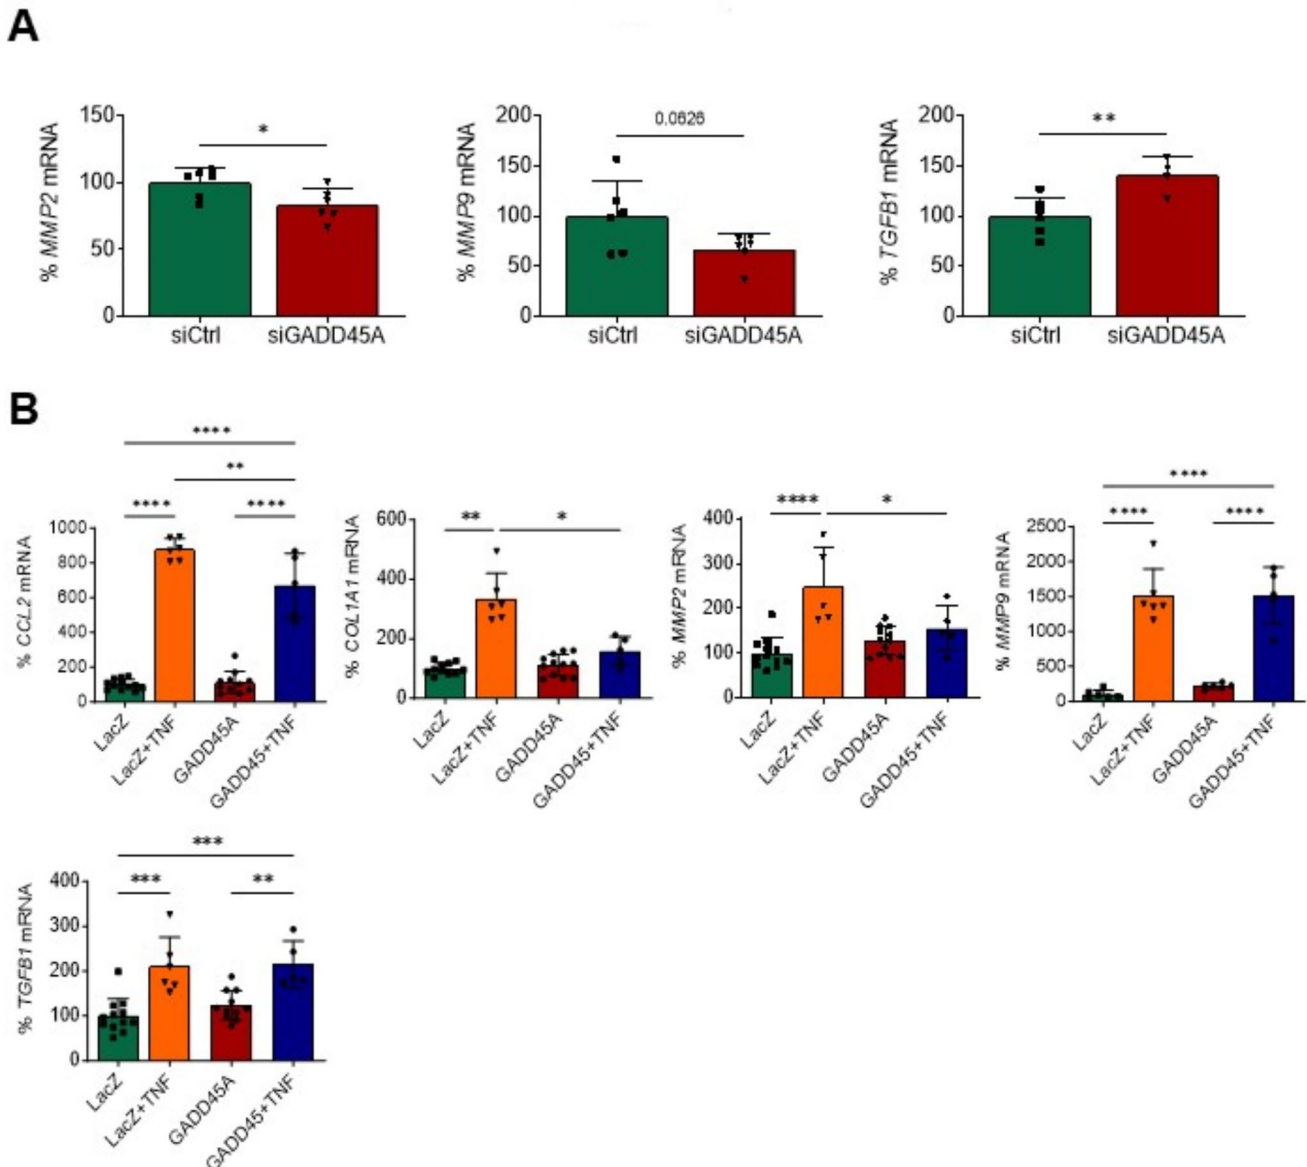 A
% MMP2 mRNA
150
100
50
0
*
siCtrl
siGADD45A
% MMP9 mRNA
200
150
100
50
0
0.0626
siCtrl
siGADD45A
% TGFB1 mRNA
200
150
100
50
0
**
siCtrl
siGADD45A
B
% CCL2 mRNA
1000
800
600
400
200
0
****
**
****
****
LacZ
LacZ+TNF
GADD45A
GADD45+TNF
% COL1A1 mRNA
600
400
200
0
**
*
LacZ
LacZ+TNF
GADD45A
GADD45+TNF
% MMP2 mRNA
400
300
200
100
0
****
*
LacZ
LacZ+TNF
GADD45A
GADD45+TNF
% MMP9 mRNA
2500
2000
1500
1000
500
0
****
****
****
LacZ
LacZ+TNF
GADD45A
GADD45+TNF
% TGFB1 mRNA
400
300
200
100
0
***
***
**
LacZ
LacZ+TNF
GADD45A
GADD45+TNF